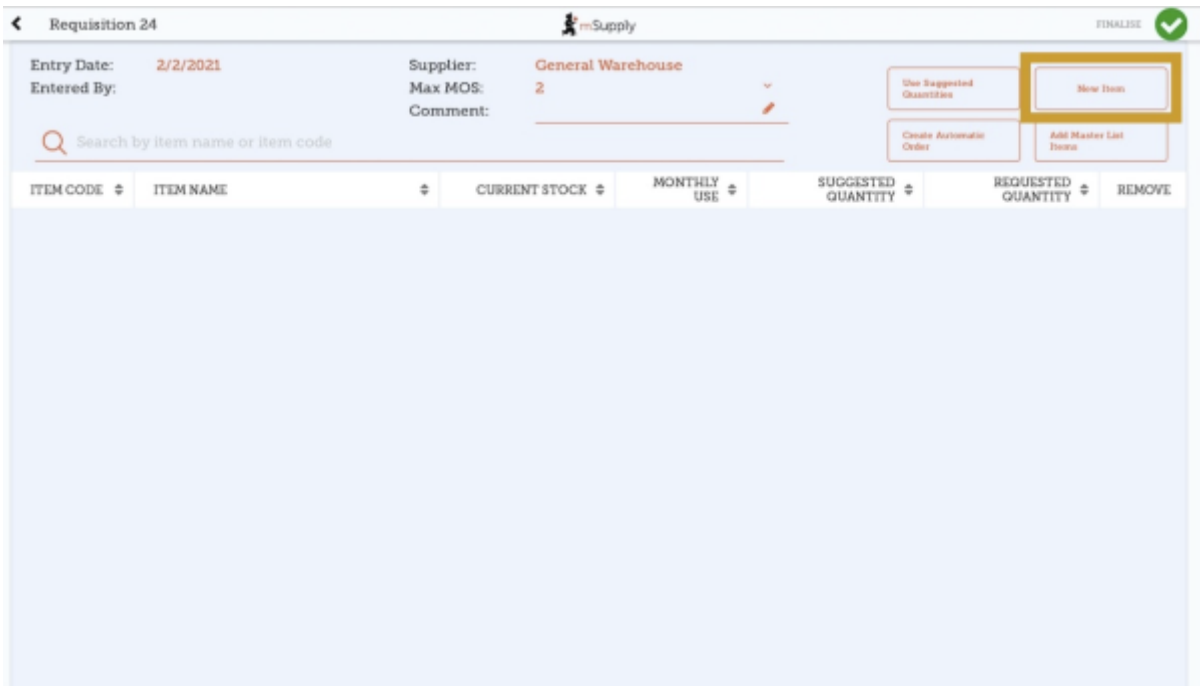 Requisition 24
mSupply
FINALISE
Entry Date: 2/2/2021
Entered By:
Supplier: General Warehouse
Max MOS: 2
Comment:
Use Suggested
Quantities
New Item
Create Automatic
Order
Add Master List
Items
Search by item name or item code
ITEM CODE
ITEM NAME
CURRENT STOCK
MONTHLY
USE
SUGGESTED
QUANTITY
REQUESTED
QUANTITY
REMOVE